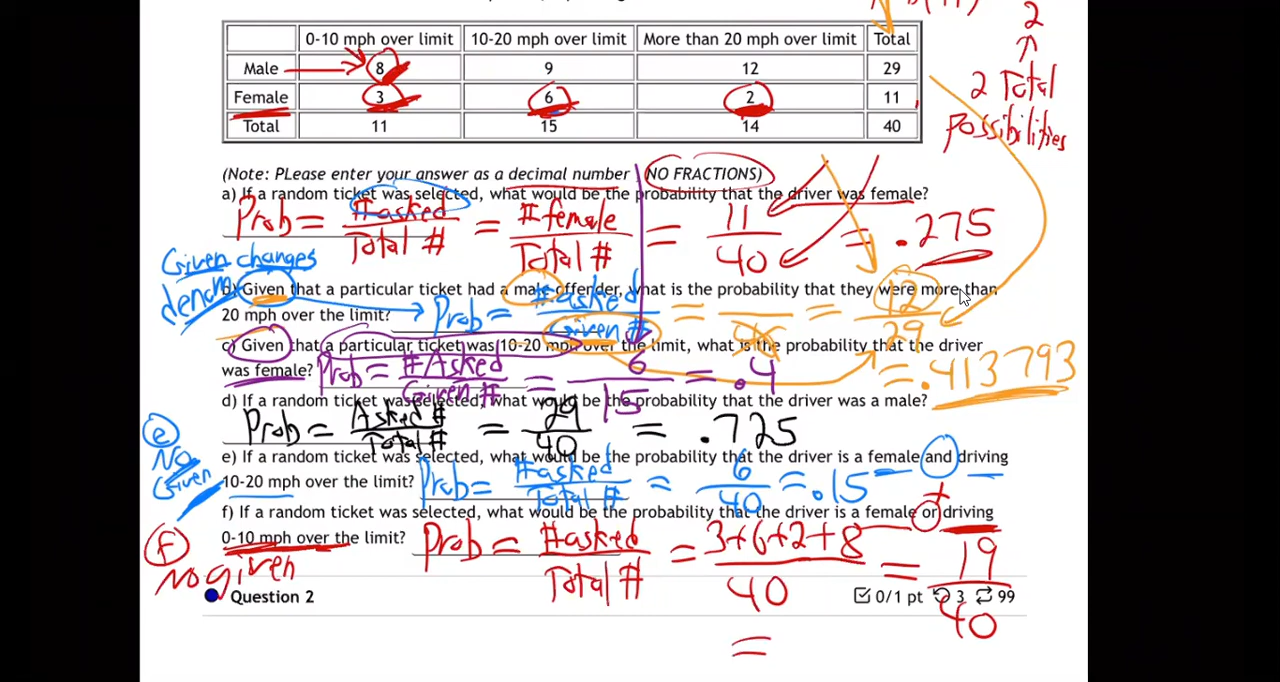 2
2 Total
possibilities
0-10 mph over limit 10-20 mph over limit More than 20 mph over limit Total
Male 8 9 12 29
Female 3 6 2 11
Total 11 15 14 40
(Note: PLease enter your answer as a decimal number NO FRACTIONS)
a) If a random ticket was selected, what would be the probability that the driver was female?
Prob = #asked / Total # = #female / Total # = 11 / 40 = .275
Given changes
denom
b) Given that a particular ticket had a male offender, what is the probability that they were more than
20 mph over the limit?
Prob = #asked / Given # = = 12 / 29
= .413793
c) Given that a particular ticket was 10-20 mph over the limit, what is the probability that the driver
was female?
Prob = #Asked / Given # = 6 / 15 = .4
d) If a random ticket was selected, what would be the probability that the driver was a male?
Prob = Asked # / Total # = 29 / 40 = .725
e
No
Given
e) If a random ticket was selected, what would be the probability that the driver is a female and driving
10-20 mph over the limit?
Prob = #asked / Total # = 6 / 40 = .15
f
No given
f) If a random ticket was selected, what would be the probability that the driver is a female or driving
+
0-10 mph over the limit?
Prob = #asked / Total # = 3+6+2+8 / 40 = 19 / 40
=
Question 2 0/1 pt 3 99